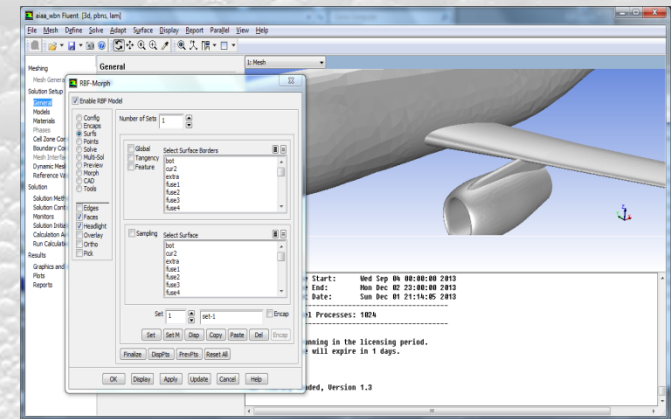 aiaa_wbn Fluent [3d, pbns, lam]
File Mesh Define Solve Adapt Surface Display Report Parallel View Help
Meshing
Mesh Genera
Solution Setup
General
Models
Materials
Phases
Cell Zone Con
Boundary Co
Mesh Interfa
Dynamic Mesh
Reference Va
Solution
Solution Meth
Solution Contr
Monitors
Solution Initia
Calculation A
Run Calculatio
Results
Graphics and
Plots
Reports
General
1: Mesh
RBF-Morph
Enable RBF Model
Config
Encaps
Surfs
Points
Solve
Multi-Sol
Preview
Morph
CAD
Tools
Edges
Faces
Headlight
Overlay
Ortho
Pick
Number of Sets 1
Global
Tangency
Feature
Select Surface Borders
bot
cur2
extra
fuse1
fuse2
fuse3
fuse4
Sampling
Select Surface
bot
cur2
extra
fuse1
fuse2
fuse3
fuse4
Set 1 set-1 Encap
Set Set M Disp Copy Paste Del Encap
Finalize DispPts PrevPts Reset All
OK Display Apply Update Cancel Help
Start: Wed Sep 04 00:00:00 2013
End: Mon Dec 02 23:00:00 2013
Date: Sun Dec 01 21:14:05 2013
el Processes: 1024
nning in the licensing period.
e will expire in 1 days.
ded, Version 1.3